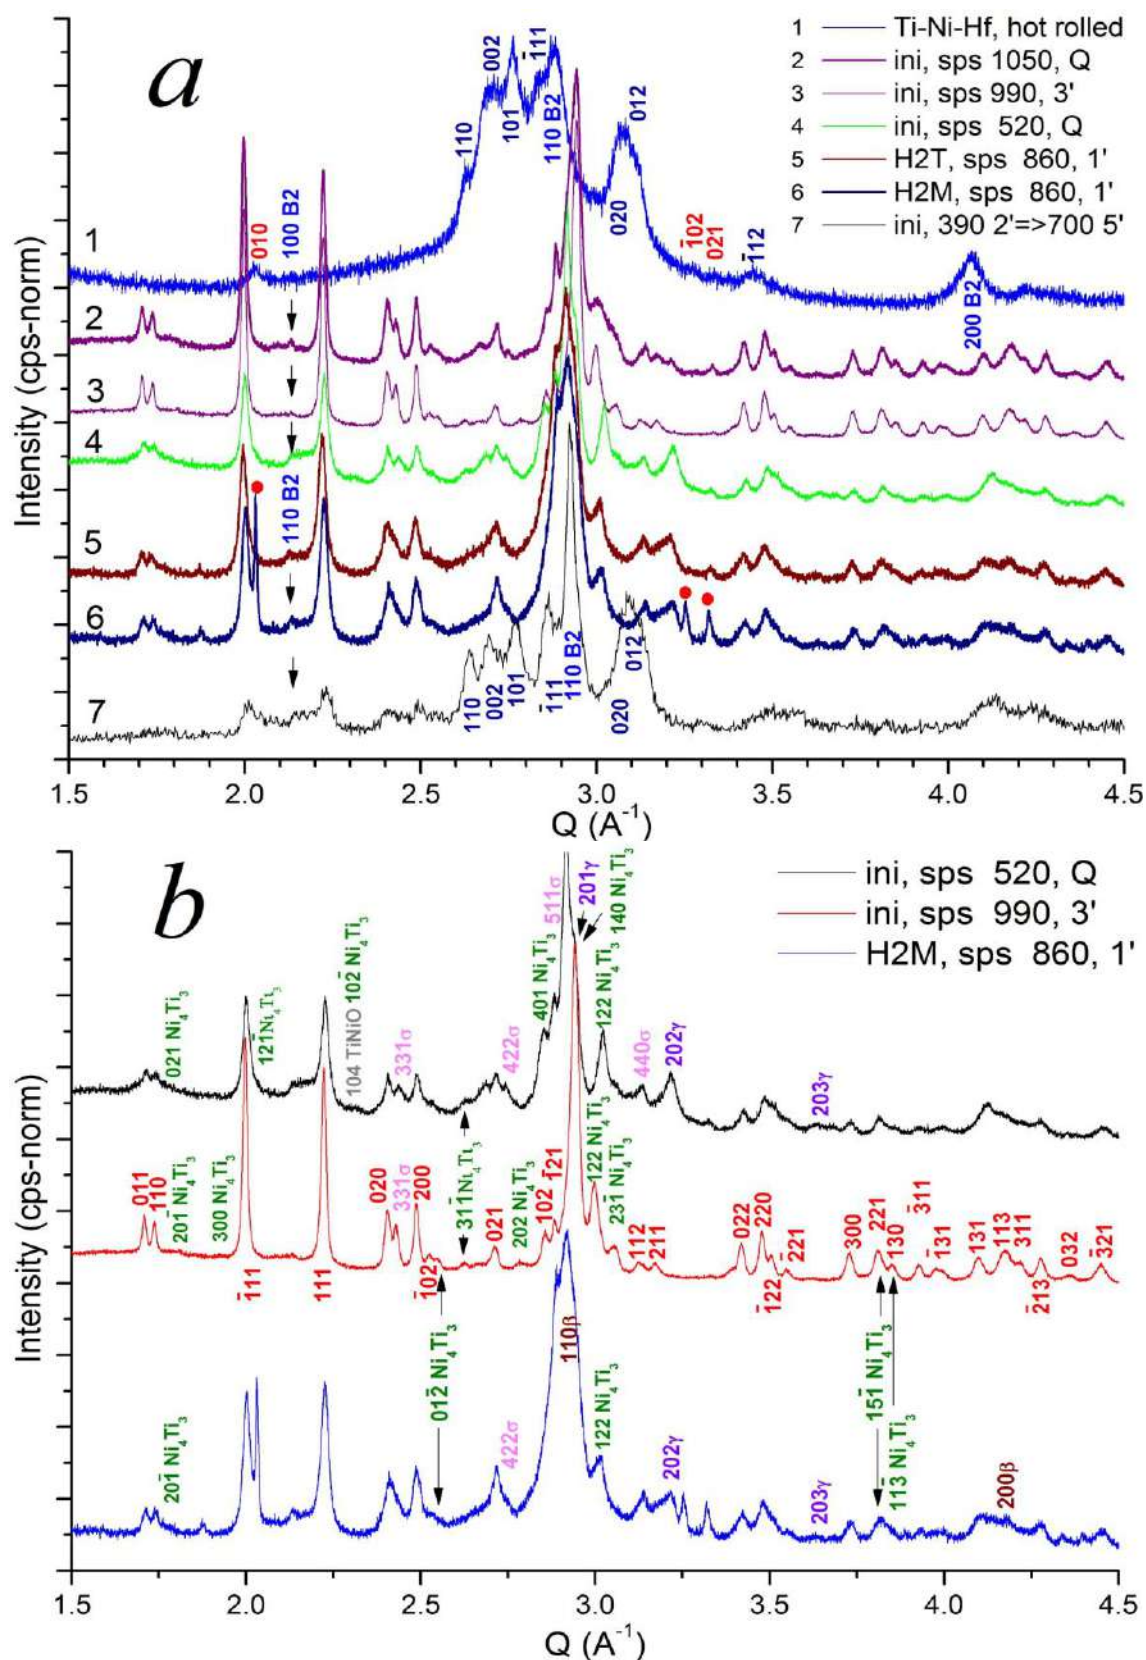 a
1 Ti-Ni-Hf, hot rolled
2 ini, sps 1050, Q
3 ini, sps 990, 3'
4 ini, sps 520, Q
5 H2T, sps 860, 1'
6 H2M, sps 860, 1'
7 ini, 390 2'=>700 5'
Intensity (cps-norm)
1
2
3
4
5
6
7
010
100 B2
110
002
101
1̄11
110 B2
020
012
1̄02
021
1̄12
200 B2
110 B2
110
002
101
1̄11
110 B2
020
012
1.5 2.0 2.5 3.0 3.5 4.0 4.5
Q (A⁻¹)
b
ini, sps 520, Q
ini, sps 990, 3'
H2M, sps 860, 1'
Intensity (cps-norm)
021 Ni₄Ti₃
12̄1 Ni₄Ti₃
104 TiNiO
102̄ Ni₄Ti₃
331σ
422σ
401 Ni₄Ti₃
511σ
201γ
140 Ni₄Ti₃
122 Ni₄Ti₃
440σ
202γ
203γ
011
1̄10
201̄ Ni₄Ti₃
300 Ni₄Ti₃
1̄11
111
020
331σ
200
1̄02
311̄ Ni₄Ti₃
021
202 Ni₄Ti₃
102
1̄21
122 Ni₄Ti₃
231̄ Ni₄Ti₃
112
2̄11
022
220
1̄22
2̄21
300
221
130
3̄11
1̄31
131
113
311
2̄13
032
3̄21
201̄ Ni₄Ti₃
012̄ Ni₄Ti₃
422σ
110β
122 Ni₄Ti₃
202γ
203γ
151̄ Ni₄Ti₃
113̄ Ni₄Ti₃
200β
1.5 2.0 2.5 3.0 3.5 4.0 4.5
Q (A⁻¹)